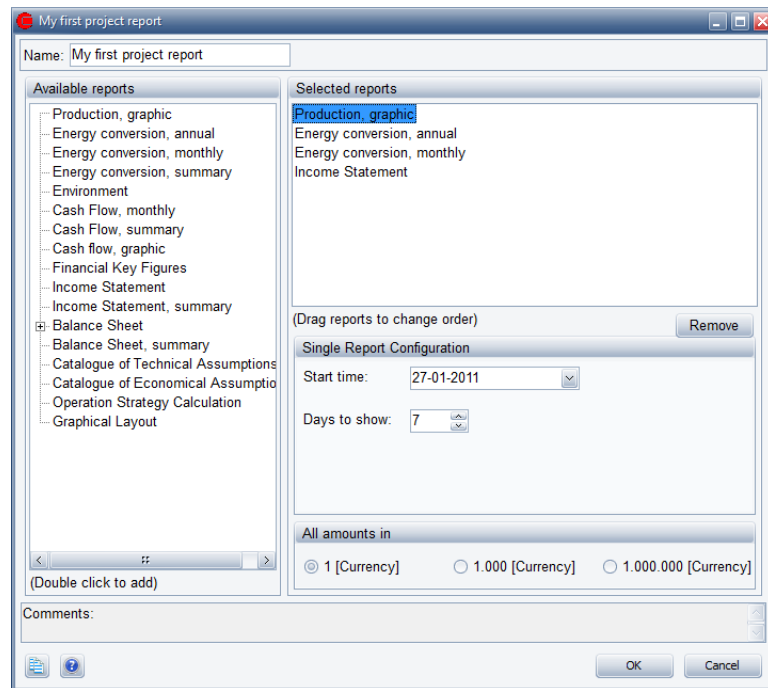 My first project report
Name: My first project report
Available reports
Production, graphic
Energy conversion, annual
Energy conversion, monthly
Energy conversion, summary
Environment
Cash Flow, monthly
Cash Flow, summary
Cash flow, graphic
Financial Key Figures
Income Statement
Income Statement, summary
Balance Sheet
Balance Sheet, summary
Catalogue of Technical Assumptions
Catalogue of Economical Assumptio
Operation Strategy Calculation
Graphical Layout
(Double click to add)
Selected reports
Production, graphic
Energy conversion, annual
Energy conversion, monthly
Income Statement
(Drag reports to change order)
Remove
Single Report Configuration
Start time: 27-01-2011
Days to show: 7
All amounts in
1 [Currency] 1.000 [Currency] 1.000.000 [Currency]
Comments:
OK Cancel